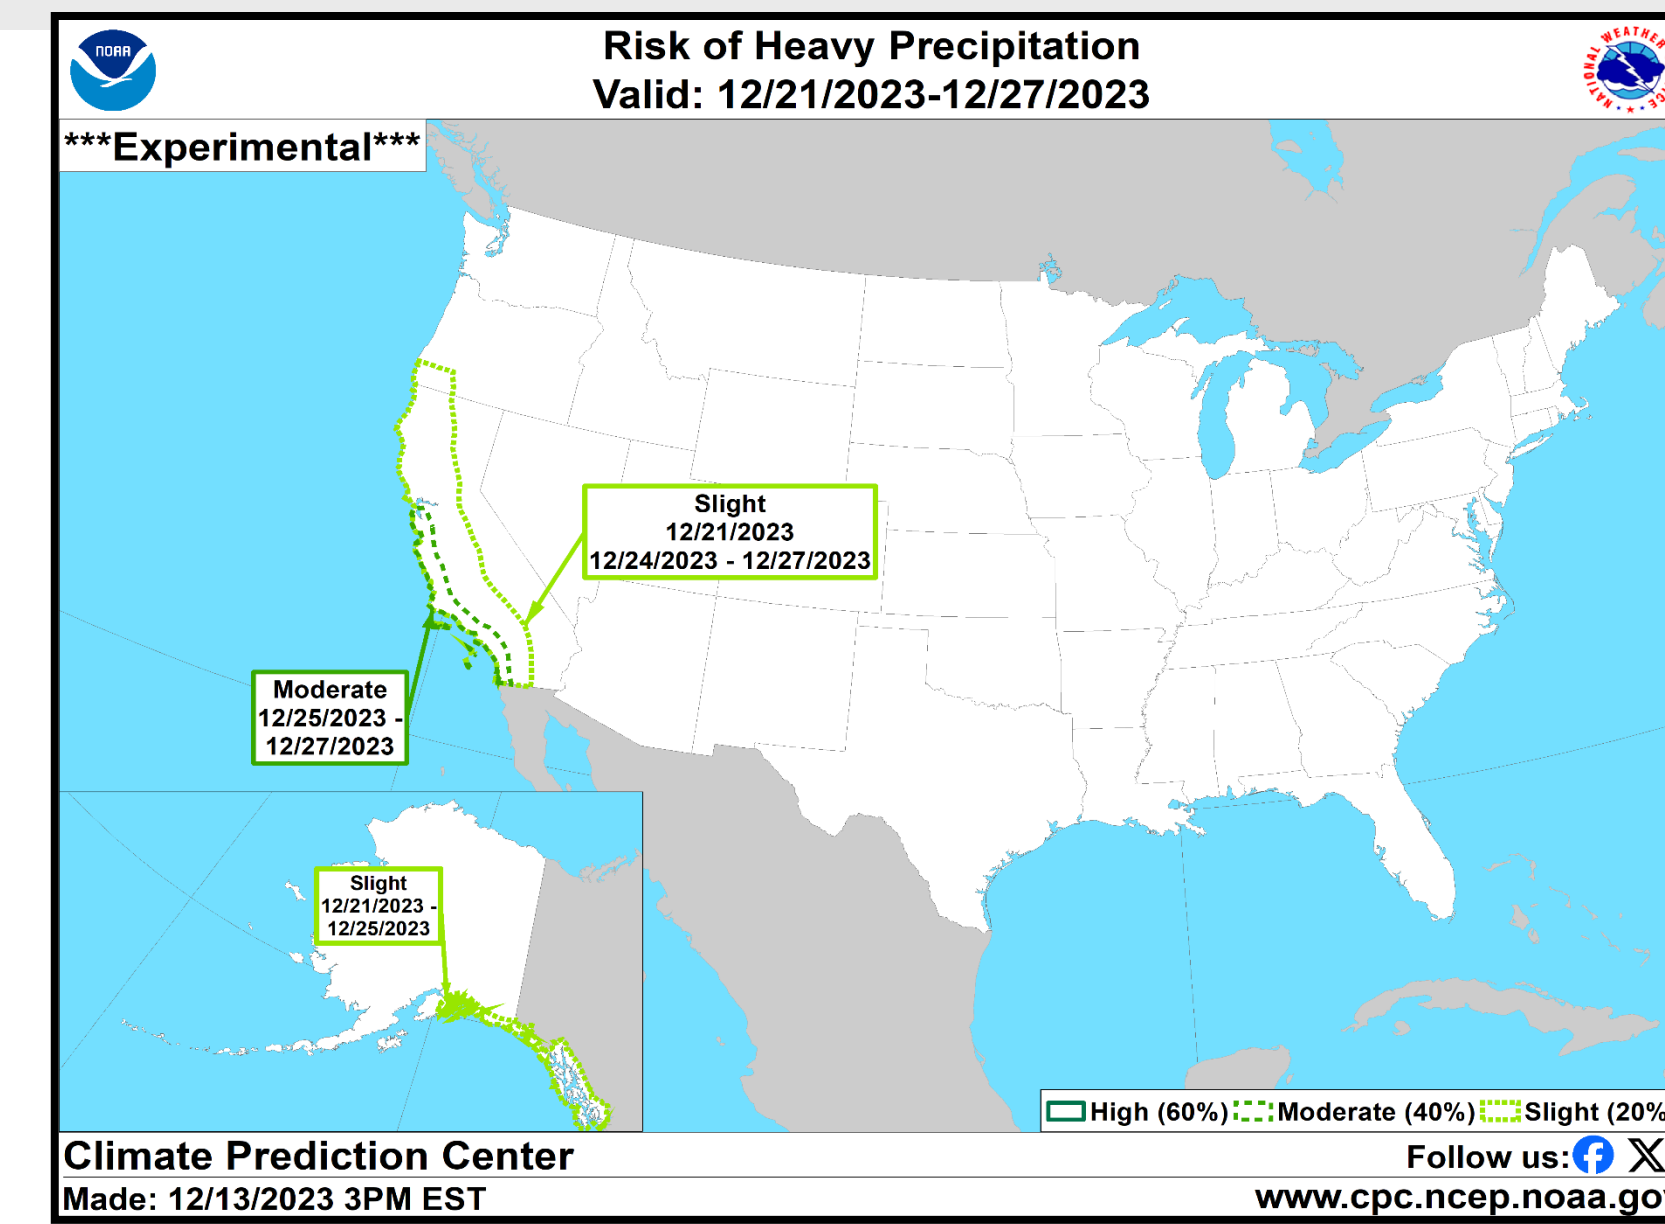 NOAA
Risk of Heavy Precipitation
Valid: 12/21/2023-12/27/2023
NATIONAL WEATHER
***Experimental***
Slight
12/21/2023
12/24/2023 - 12/27/2023
Moderate
12/25/2023 -
12/27/2023
Slight
12/21/2023 -
12/25/2023
High (60%) Moderate (40%) Slight (20%
Climate Prediction Center
Follow us:
Made: 12/13/2023 3PM EST
www.cpc.ncep.noaa.gov